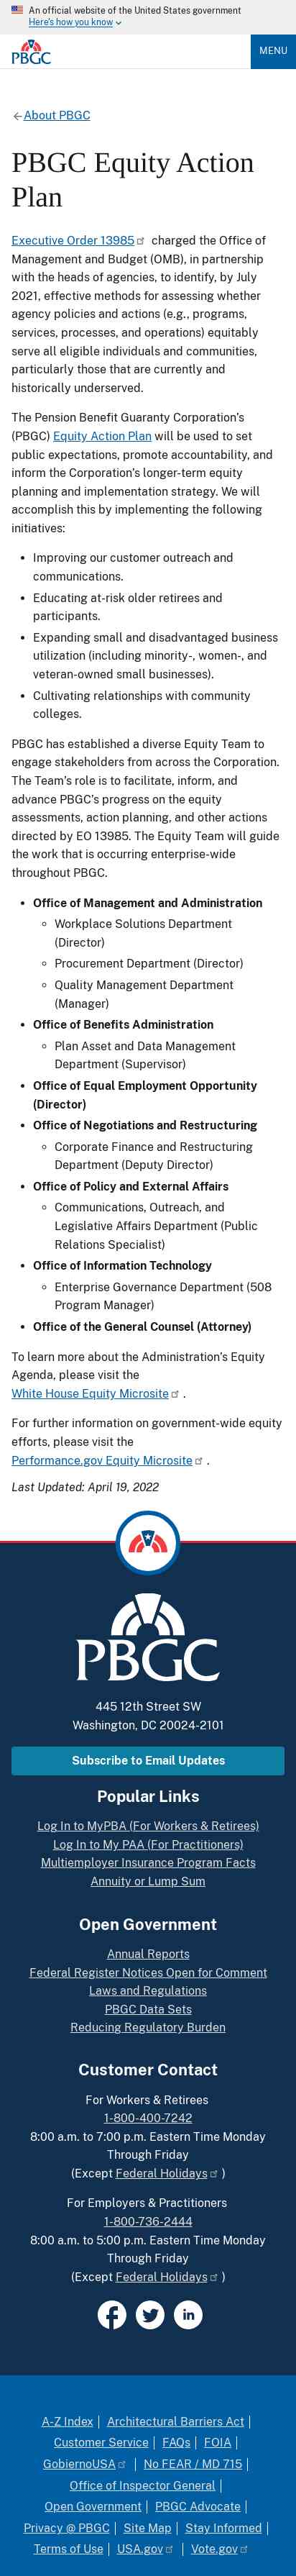 An official website of the United States government
Here's how you know
PBGC
MENU
About PBGC
PBGC Equity Action
Plan
Executive Order 13985 charged the Office of
Management and Budget (OMB), in partnership
with the heads of agencies, to identify, by July
2021, effective methods for assessing whether
agency policies and actions (e.g., programs,
services, processes, and operations) equitably
serve all eligible individuals and communities,
particularly those that are currently and
historically underserved.
The Pension Benefit Guaranty Corporation's
(PBGC) Equity Action Plan will be used to set
public expectations, promote accountability, and
inform the Corporation's longer-term equity
planning and implementation strategy. We will
accomplish this by implementing the following
initiatives:
• Improving our customer outreach and
communications.
• Educating at-risk older retirees and
participants.
• Expanding small and disadvantaged business
utilization (including minority-, women-, and
veteran-owned small businesses).
• Cultivating relationships with community
colleges.
PBGC has established a diverse Equity Team to
engage stakeholders from across the Corporation.
The Team's role is to facilitate, inform, and
advance PBGC's progress on the equity
assessments, action planning, and other actions
directed by EO 13985. The Equity Team will guide
the work that is occurring enterprise-wide
throughout PBGC.
• Office of Management and Administration
◦ Workplace Solutions Department
(Director)
◦ Procurement Department (Director)
◦ Quality Management Department
(Manager)
• Office of Benefits Administration
◦ Plan Asset and Data Management
Department (Supervisor)
• Office of Equal Employment Opportunity
(Director)
• Office of Negotiations and Restructuring
◦ Corporate Finance and Restructuring
Department (Deputy Director)
• Office of Policy and External Affairs
◦ Communications, Outreach, and
Legislative Affairs Department (Public
Relations Specialist)
• Office of Information Technology
◦ Enterprise Governance Department (508
Program Manager)
• Office of the General Counsel (Attorney)
To learn more about the Administration's Equity
Agenda, please visit the
White House Equity Microsite .
For further information on government-wide equity
efforts, please visit the
Performance.gov Equity Microsite .
Last Updated: April 19, 2022
PBGC
445 12th Street SW
Washington, DC 20024-2101
Subscribe to Email Updates
Popular Links
Log In to MyPBA (For Workers & Retirees)
Log In to My PAA (For Practitioners)
Multiemployer Insurance Program Facts
Annuity or Lump Sum
Open Government
Annual Reports
Federal Register Notices Open for Comment
Laws and Regulations
PBGC Data Sets
Reducing Regulatory Burden
Customer Contact
For Workers & Retirees
1-800-400-7242
8:00 a.m. to 7:00 p.m. Eastern Time Monday
Through Friday
(Except Federal Holidays )
For Employers & Practitioners
1-800-736-2444
8:00 a.m. to 5:00 p.m. Eastern Time Monday
Through Friday
(Except Federal Holidays )
in
A-Z Index | Architectural Barriers Act |
Customer Service | FAQs | FOIA |
GobiernoUSA | No FEAR / MD 715 |
Office of Inspector General |
Open Government | PBGC Advocate |
Privacy @ PBGC | Site Map | Stay Informed |
Terms of Use | USA.gov | Vote.gov